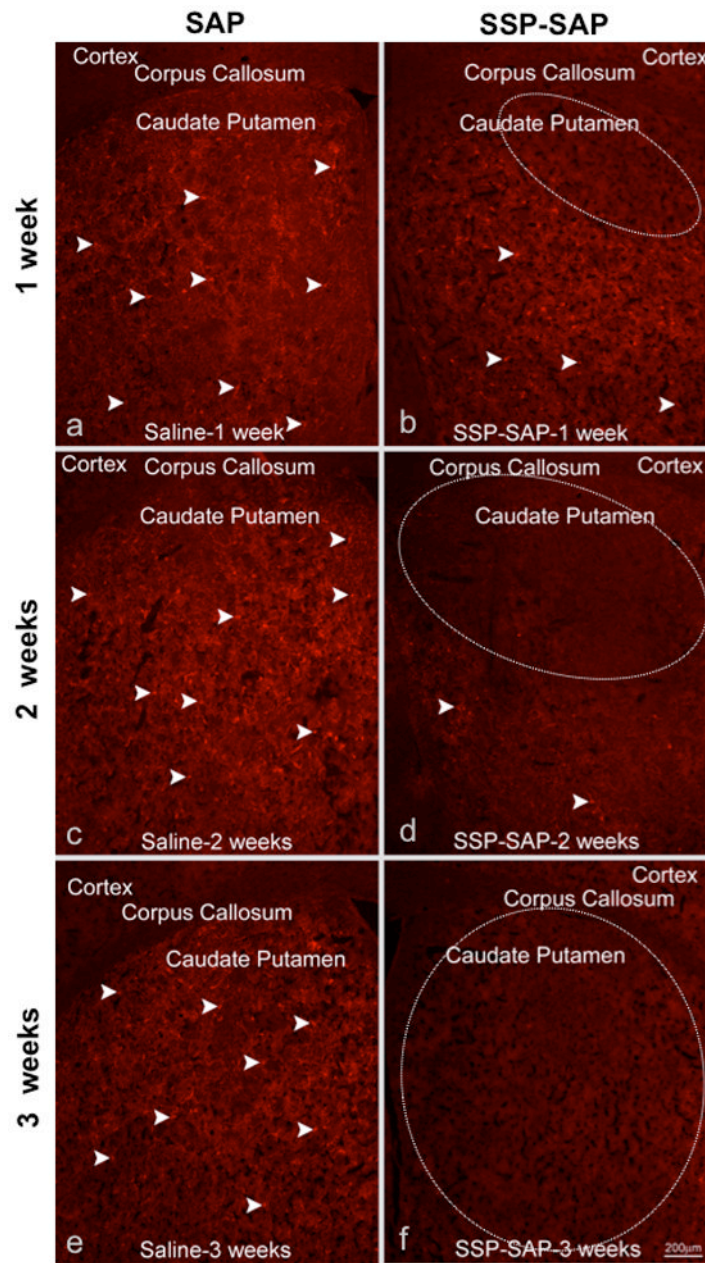 SAP
SSP-SAP
1 week
Cortex
Corpus Callosum
Caudate Putamen
a
Saline-1 week
Cortex
Corpus Callosum
Caudate Putamen
b
SSP-SAP-1 week
2 weeks
Cortex
Corpus Callosum
Caudate Putamen
c
Saline-2 weeks
Corpus Callosum
Cortex
Caudate Putamen
d
SSP-SAP-2 weeks
3 weeks
Cortex
Corpus Callosum
Caudate Putamen
e
Saline-3 weeks
Cortex
Corpus Callosum
Caudate Putamen
f
SSP-SAP-3 weeks
200µm